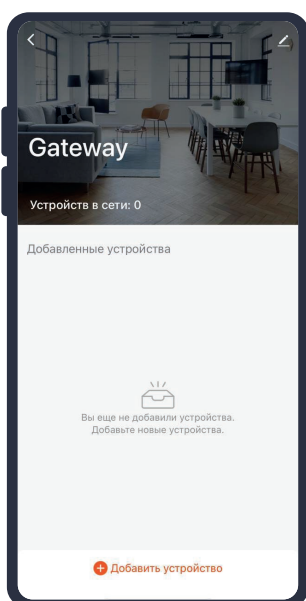 Gateway
Устройств в сети: 0
Добавленные устройства
Вы еще не добавили устройства.
Добавьте новые устройства.
Добавить устройство